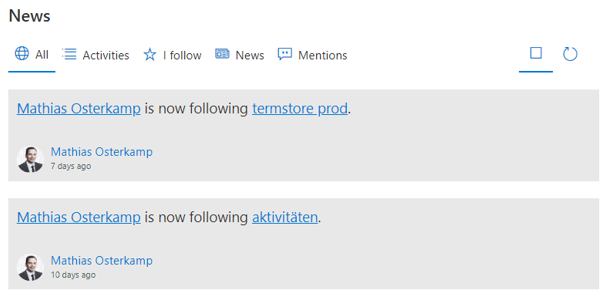 News
All Activities I follow News Mentions
Mathias Osterkamp is now following termstore prod.
Mathias Osterkamp
7 days ago
Mathias Osterkamp is now following aktivitäten.
Mathias Osterkamp
10 days ago